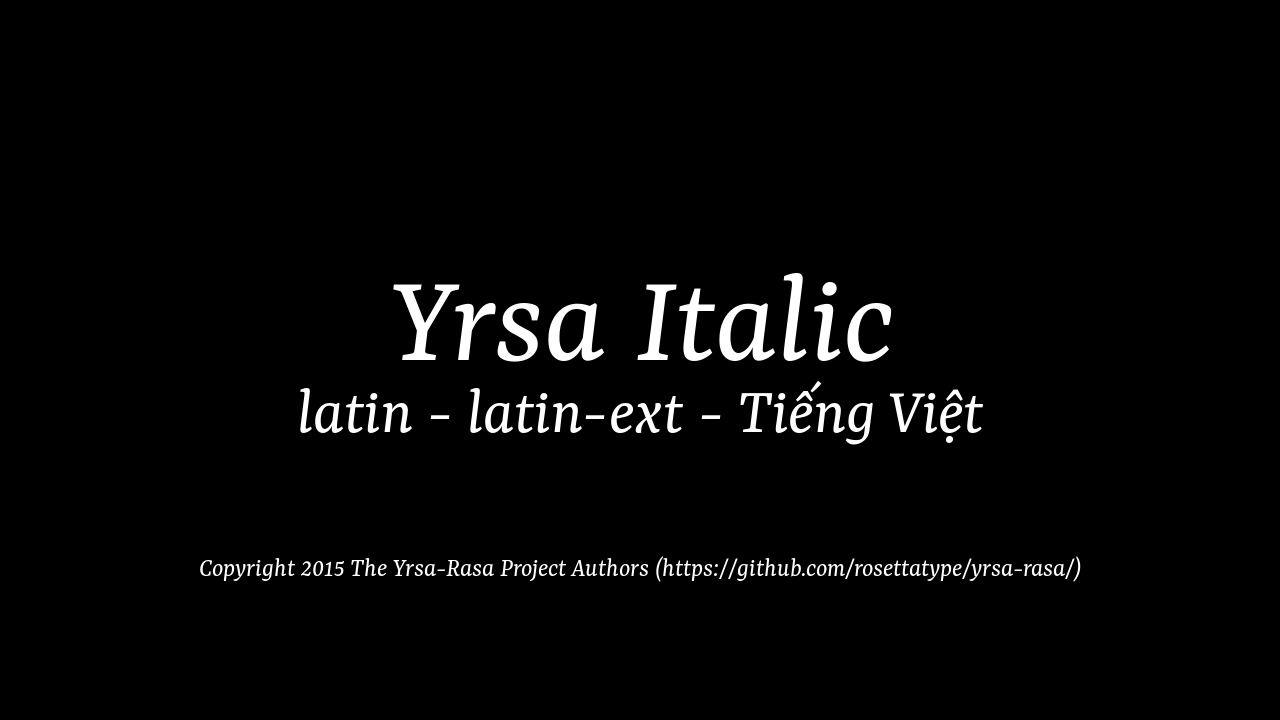 Yrsa Italic
latin - latin-ext - Tiếng Việt
Copyright 2015 The Yrsa-Rasa Project Authors (https://github.com/rosettatype/yrsa-rasa/)